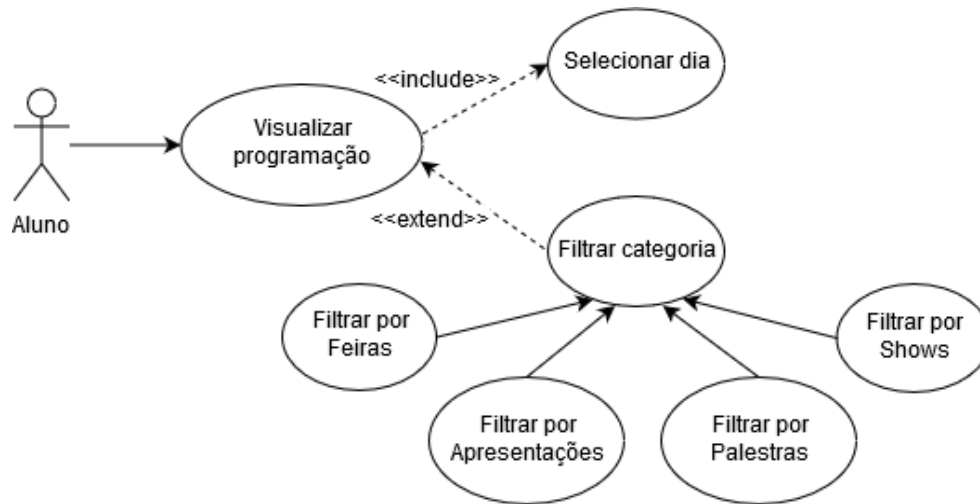 Selecionar dia
<<include>>
Visualizar
programação
Aluno
<<extend>>
Filtrar categoria
Filtrar por
Feiras
Filtrar por
Shows
Filtrar por
Apresentações
Filtrar por
Palestras